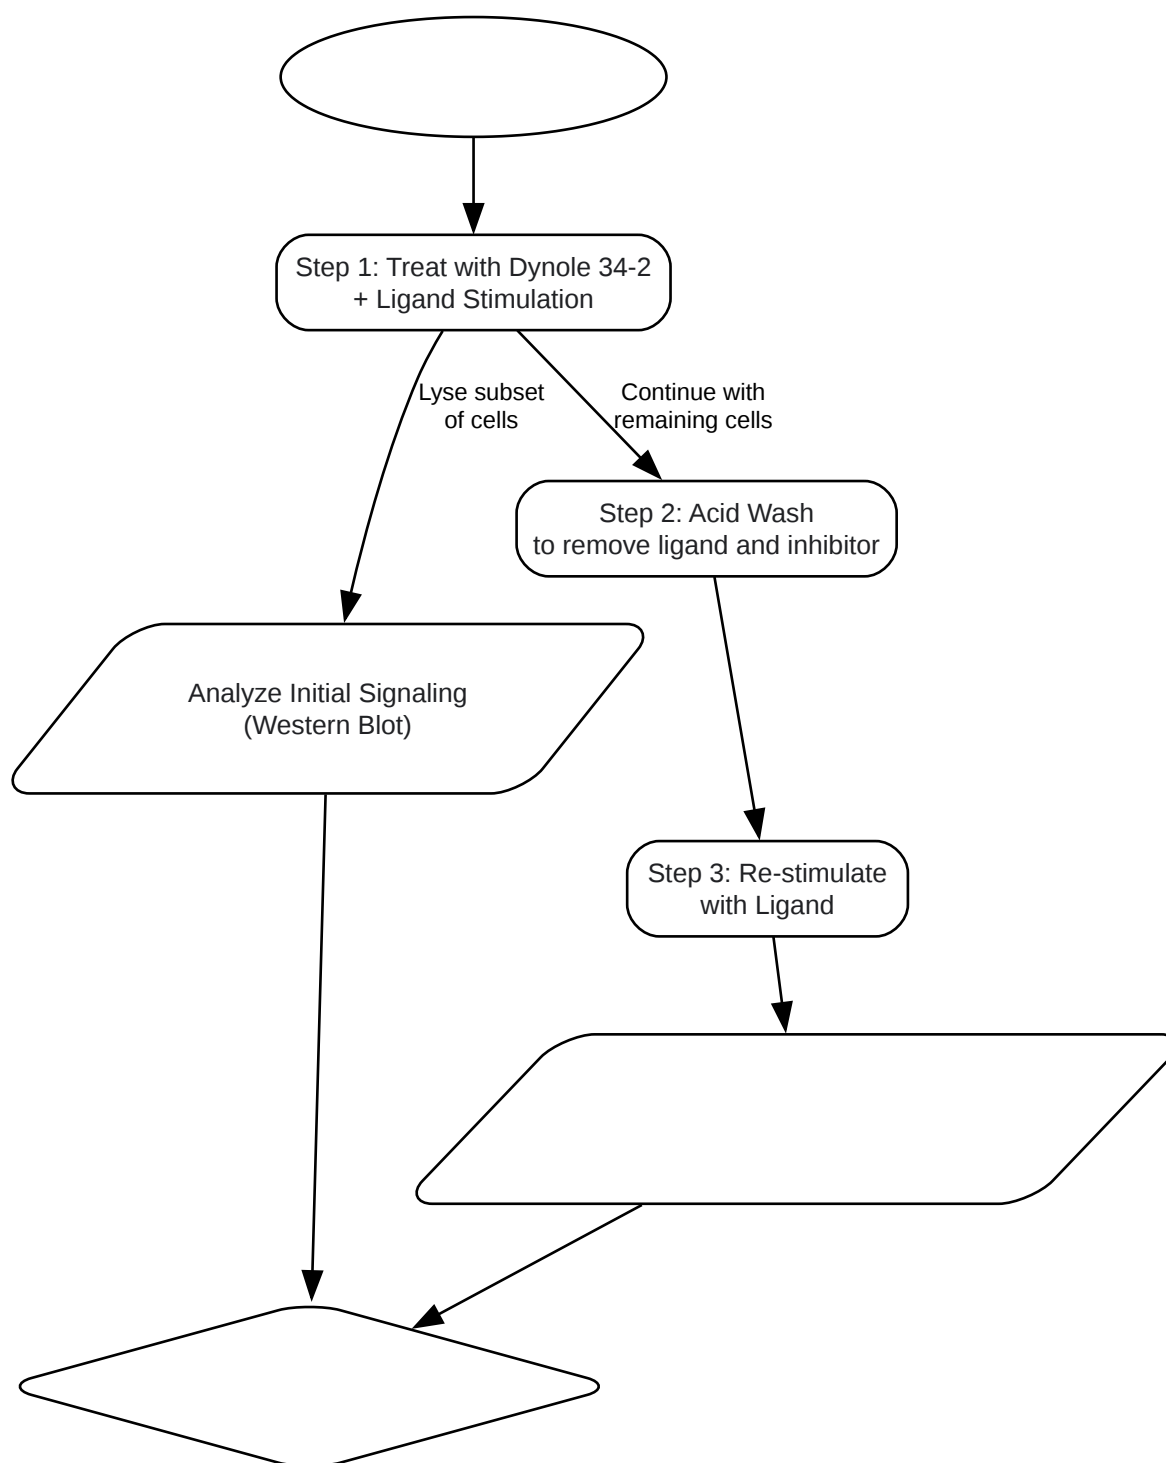 Step 1: Treat with Dynole 34-2
+ Ligand Stimulation
Lyse subset
of cells
Continue with
remaining cells
Step 2: Acid Wash
to remove ligand and inhibitor
Analyze Initial Signaling
(Western Blot)
Step 3: Re-stimulate
with Ligand